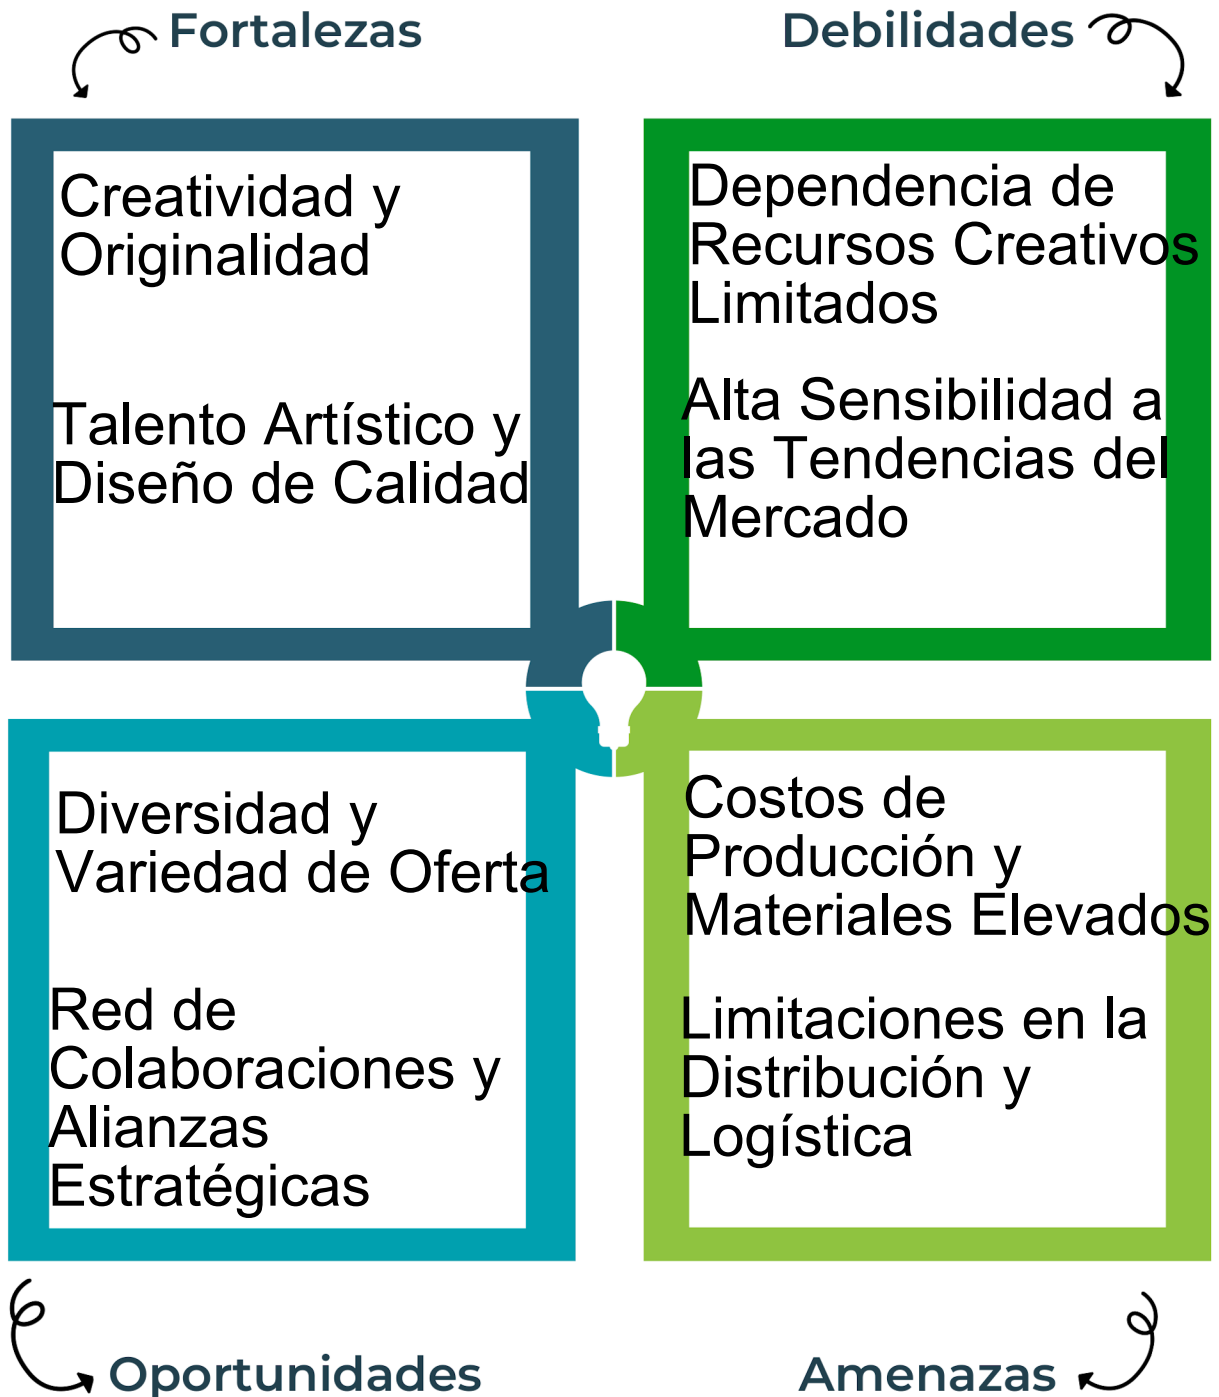 Fortalezas
Creatividad y
Originalidad
Talento Artístico y
Diseño de Calidad
Debilidades
Dependencia de
Recursos Creativos
Limitados
Alta Sensibilidad a
las Tendencias del
Mercado
Diversidad y
Variedad de Oferta
Red de
Colaboraciones y
Alianzas
Estratégicas
Oportunidades
Costos de
Producción y
Materiales Elevados
Limitaciones en la
Distribución y
Logística
Amenazas